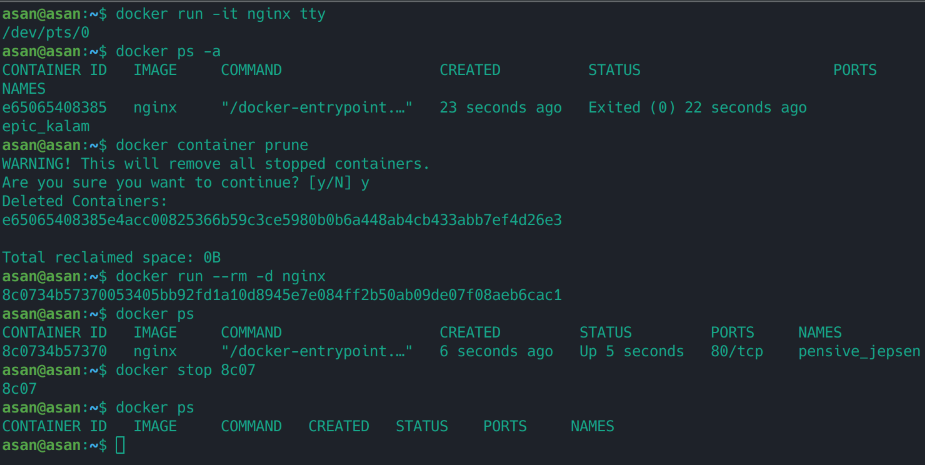 asan@asan:~$ docker run -it nginx tty
/dev/pts/0
asan@asan:~$ docker ps -a
CONTAINER ID   IMAGE     COMMAND                  CREATED          STATUS                      PORTS
NAMES
e65065408385   nginx     "/docker-entrypoint.…"   23 seconds ago   Exited (0) 22 seconds ago
epic_kalam
asan@asan:~$ docker container prune
WARNING! This will remove all stopped containers.
Are you sure you want to continue? [y/N] y
Deleted Containers:
e65065408385e4acc00825366b59c3ce5980b0b6a448ab4cb433abb7ef4d26e3
Total reclaimed space: 0B
asan@asan:~$ docker run --rm -d nginx
8c0734b57370053405bb92fd1a10d8945e7e084ff2b50ab09de07f08aeb6cac1
asan@asan:~$ docker ps
CONTAINER ID   IMAGE     COMMAND                  CREATED         STATUS         PORTS     NAMES
8c0734b57370   nginx     "/docker-entrypoint.…"   6 seconds ago   Up 5 seconds   80/tcp    pensive_jepsen
asan@asan:~$ docker stop 8c07
8c07
asan@asan:~$ docker ps
CONTAINER ID   IMAGE     COMMAND   CREATED   STATUS    PORTS     NAMES
asan@asan:~$